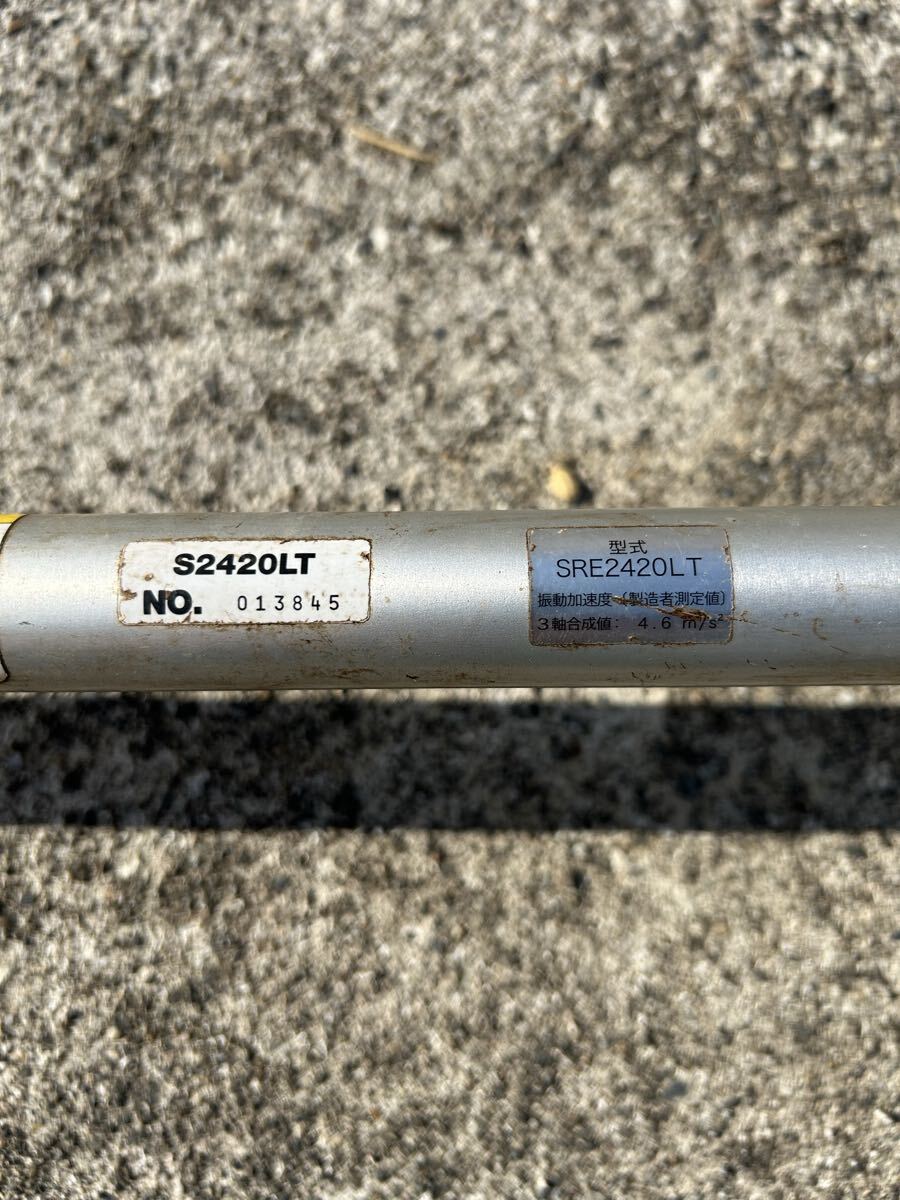 S2420LT
NO. 013845
型式
SRE2420LT
振動加速度〔製造者測定値〕
3軸合成値: 4.6 m/s²